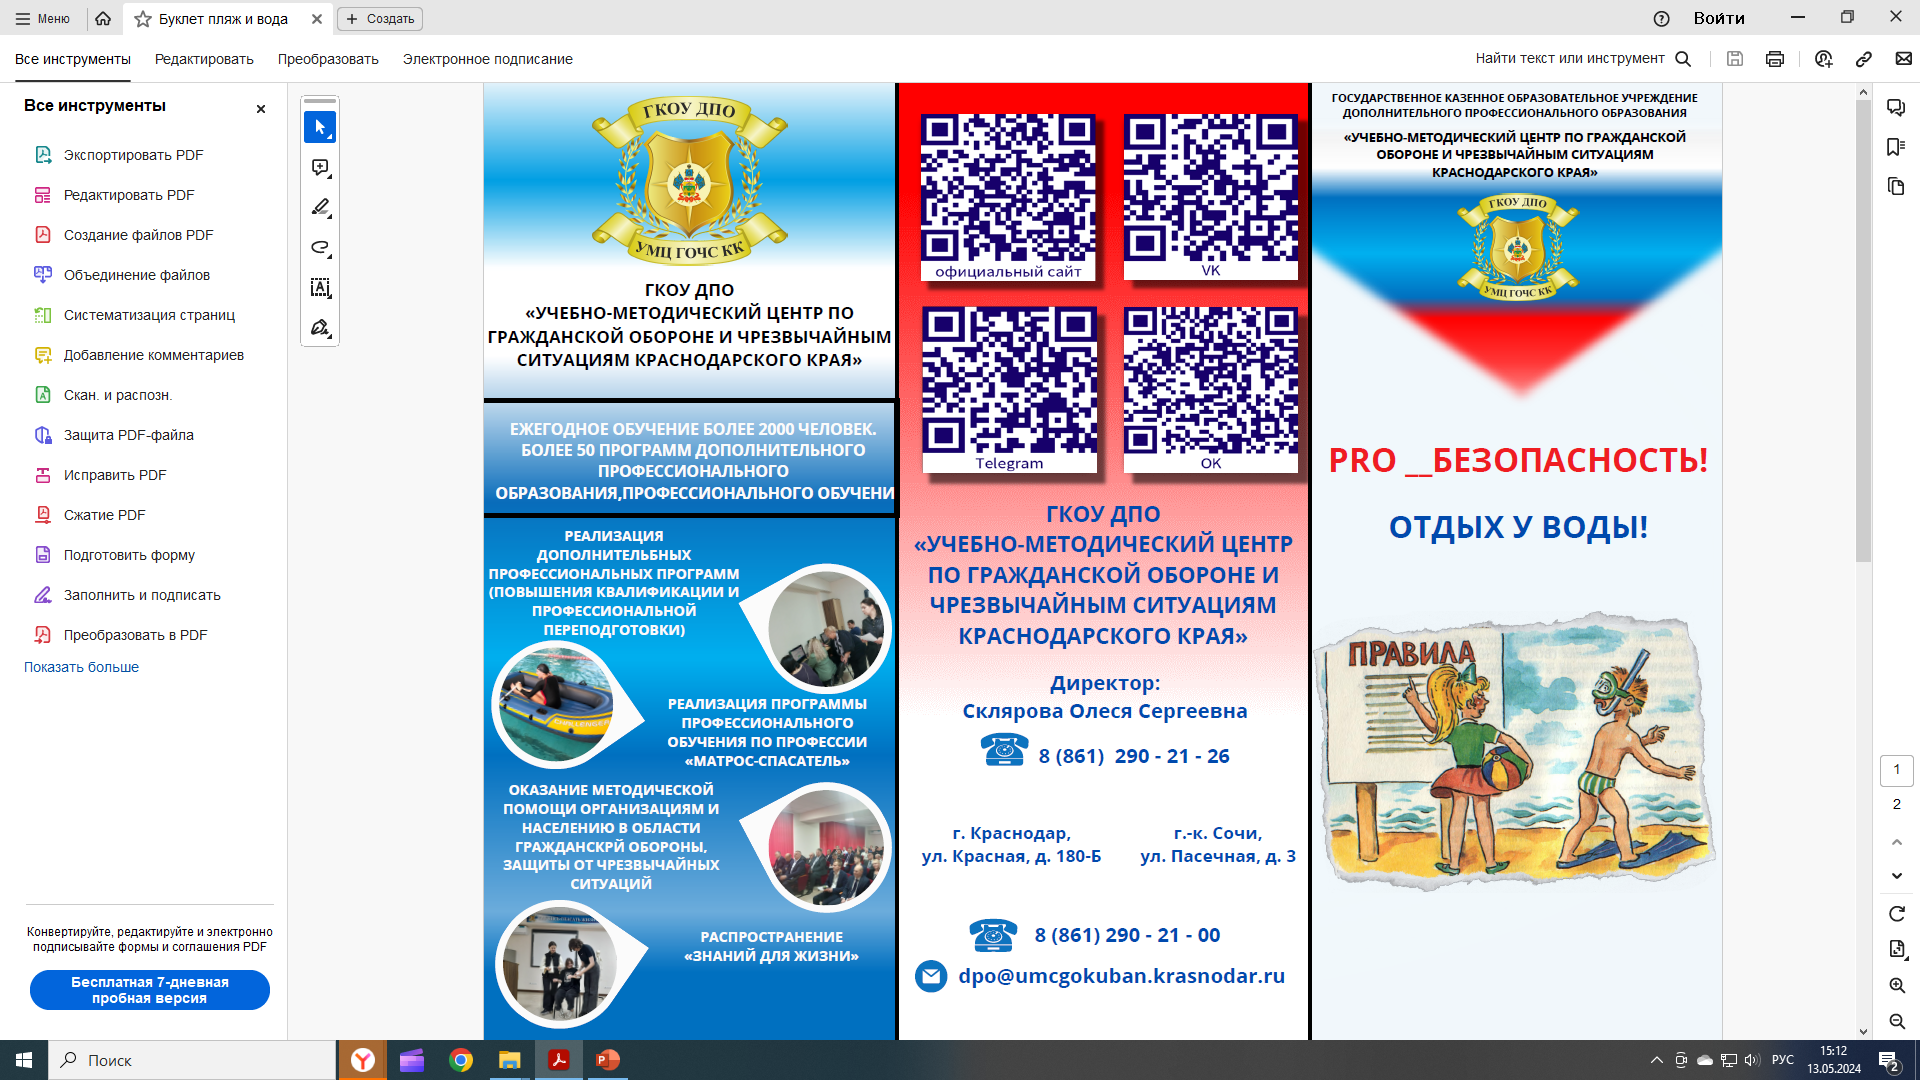 Меню
Буклет пляж и вода
Создать
Войти
Все инструменты
Редактировать
Преобразовать
Электронное подписание
Найти текст или инструмент
Все инструменты
Экспортировать PDF
Редактировать PDF
Создание файлов PDF
Объединение файлов
Систематизация страниц
Добавление комментариев
Скан. и распозн.
Защита PDF-файла
Исправить PDF
Сжатие PDF
Подготовить форму
Заполнить и подписать
Преобразовать в PDF
Показать больше
Конвертируйте, редактируйте и электронно
подписывайте формы и соглашения PDF
Бесплатная 7-дневная
пробная версия
ГКОУ ДПО
УМЦ ГОЧС КК
ГКОУ ДПО
«УЧЕБНО-МЕТОДИЧЕСКИЙ ЦЕНТР ПО
ГРАЖДАНСКОЙ ОБОРОНЕ И ЧРЕЗВЫЧАЙНЫМ
СИТУАЦИЯМ КРАСНОДАРСКОГО КРАЯ»
ЕЖЕГОДНОЕ ОБУЧЕНИЕ БОЛЕЕ 2000 ЧЕЛОВЕК.
БОЛЕЕ 50 ПРОГРАММ ДОПОЛНИТЕЛЬНОГО
ПРОФЕССИОНАЛЬНОГО
ОБРАЗОВАНИЯ,ПРОФЕССИОНАЛЬНОГО ОБУЧЕНИ
РЕАЛИЗАЦИЯ
ДОПОЛНИТЕЛЬБНЫХ
ПРОФЕССИОНАЛЬНЫХ ПРОГРАММ
(ПОВЫШЕНИЯ КВАЛИФИКАЦИИ И
ПРОФЕССИОНАЛЬНОЙ
ПЕРЕПОДГОТОВКИ)
CHALLENGER
РЕАЛИЗАЦИЯ ПРОГРАММЫ
ПРОФЕССИОНАЛЬНОГО
ОБУЧЕНИЯ ПО ПРОФЕССИИ
«МАТРОС-СПАСАТЕЛЬ»
ОКАЗАНИЕ МЕТОДИЧЕСКОЙ
ПОМОЩИ ОРГАНИЗАЦИЯМ И
НАСЕЛЕНИЮ В ОБЛАСТИ
ГРАЖДАНСКРЙ ОБОРОНЫ,
ЗАЩИТЫ ОТ ЧРЕЗВЫЧАЙНЫХ
СИТУАЦИЙ
РАСПРОСТРАНЕНИЕ
«ЗНАНИЙ ДЛЯ ЖИЗНИ»
официальный сайт
VK
Telegram
OK
ГКОУ ДПО
«УЧЕБНО-МЕТОДИЧЕСКИЙ ЦЕНТР
ПО ГРАЖДАНСКОЙ ОБОРОНЕ И
ЧРЕЗВЫЧАЙНЫМ СИТУАЦИЯМ
КРАСНОДАРСКОГО КРАЯ»
Директор:
Склярова Олеся Сергеевна
8 (861) 290 - 21 - 26
г. Краснодар,
ул. Красная, д. 180-Б
г.-к. Сочи,
ул. Пасечная, д. 3
8 (861) 290 - 21 - 00
dpo@umcgokuban.krasnodar.ru
ГОСУДАРСТВЕННОЕ КАЗЕННОЕ ОБРАЗОВАТЕЛЬНОЕ УЧРЕЖДЕНИЕ
ДОПОЛНИТЕЛЬНОГО ПРОФЕССИОНАЛЬНОГО ОБРАЗОВАНИЯ
«УЧЕБНО-МЕТОДИЧЕСКИЙ ЦЕНТР ПО ГРАЖДАНСКОЙ
ОБОРОНЕ И ЧРЕЗВЫЧАЙНЫМ СИТУАЦИЯМ
КРАСНОДАРСКОГО КРАЯ»
ГКОУ ДПО
УМЦ ГОЧС КК
PRO __БЕЗОПАСНОСТЬ!
ОТДЫХ У ВОДЫ!
ПРАВИЛА
1
2
Поиск
РУС
15:12
13.05.2024
2